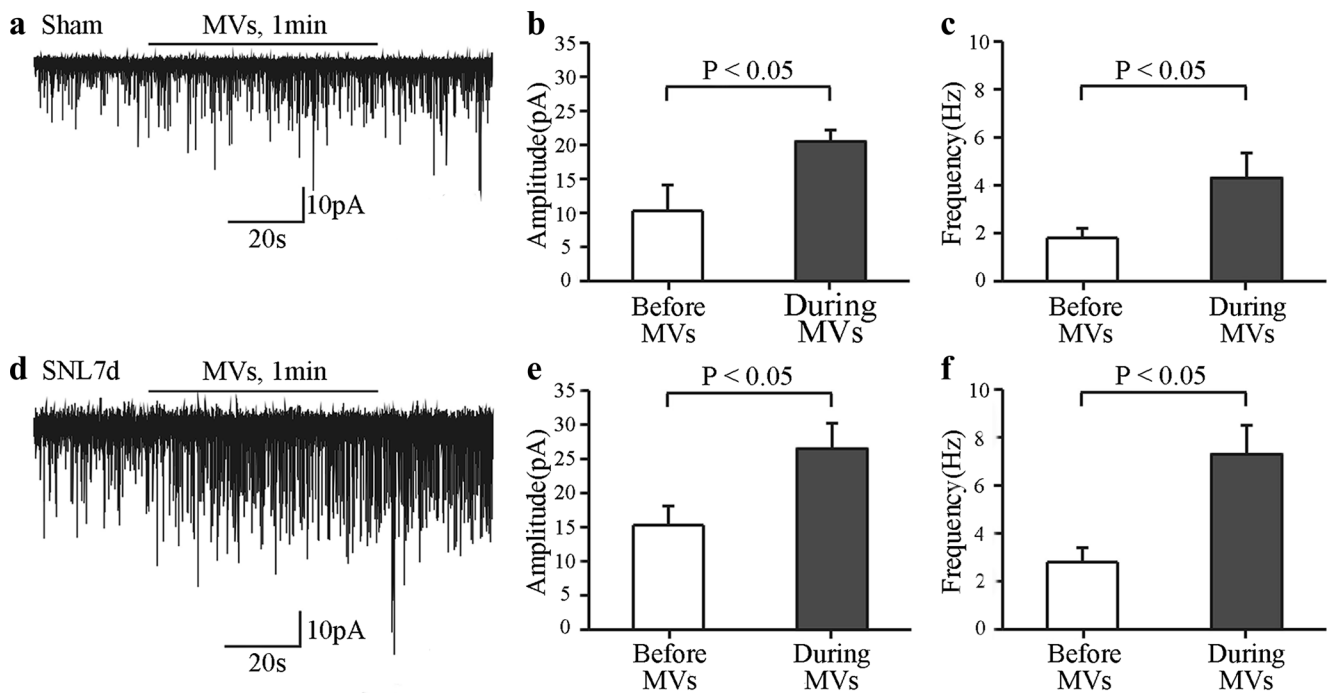 a Sham
MVs, 1min
10pA
20s
b
35
30
25
20
15
10
5
0
Amplitude(pA)
P < 0.05
Before
MVs
During
MVs
c
10
8
6
4
2
0
Frequency(Hz)
P < 0.05
Before
MVs
During
MVs
d SNL7d
MVs, 1min
10pA
20s
e
35
30
25
20
15
10
5
0
Amplitude(pA)
P < 0.05
Before
MVs
During
MVs
f
10
8
6
4
2
0
Frequency(Hz)
P < 0.05
Before
MVs
During
MVs